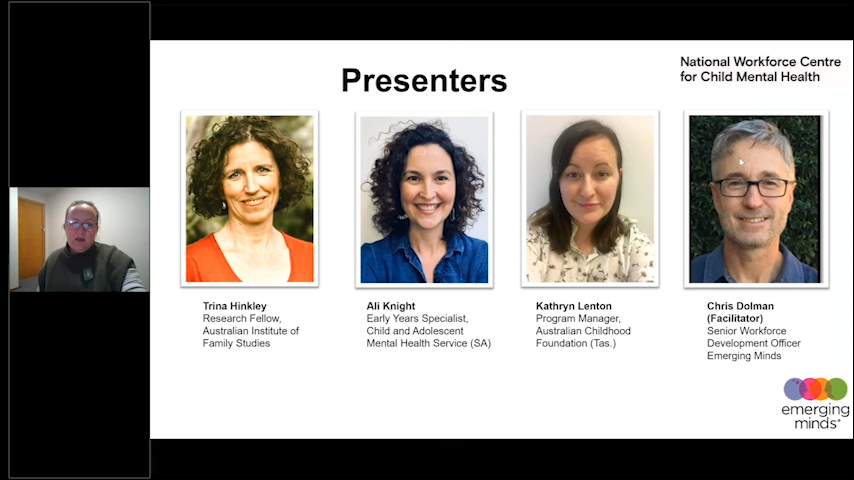 Presenters
National Workforce Centre
for Child Mental Health
Trina Hinkley
Research Fellow,
Australian Institute of
Family Studies
Ali Knight
Early Years Specialist,
Child and Adolescent
Mental Health Service (SA)
Kathryn Lenton
Program Manager,
Australian Childhood
Foundation (Tas.)
Chris Dolman
(Facilitator)
Senior Workforce
Development Officer
Emerging Minds
emerging
minds